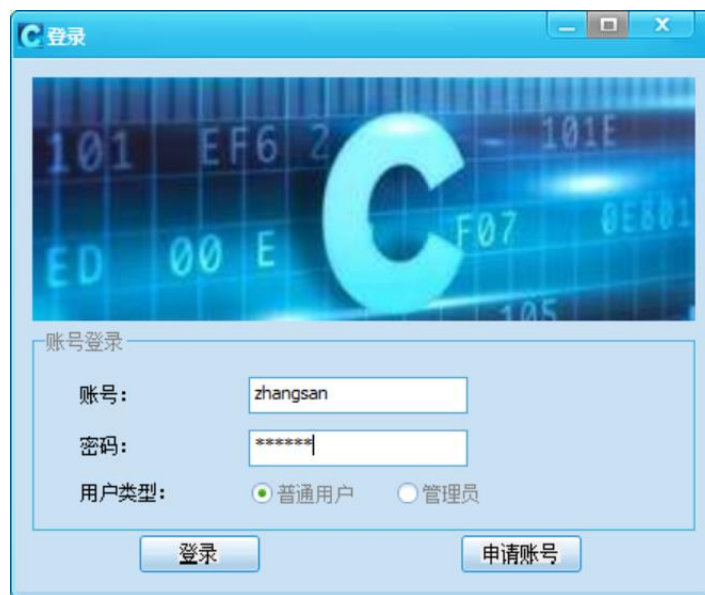 C 登录
101 EF6 2 101E
C
ED 00 E F07 0E801
105
账号登录
账号： zhangsan
密码： ******
用户类型： 普通用户 管理员
登录 申请账号